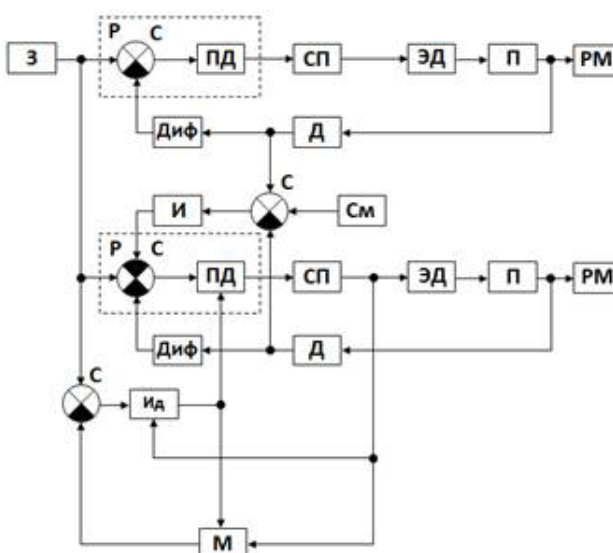 Р С
З ПД СП ЭД П РМ
Диф Д
С
И См
Р С
ПД СП ЭД П РМ
Диф Д
С
Ид
М